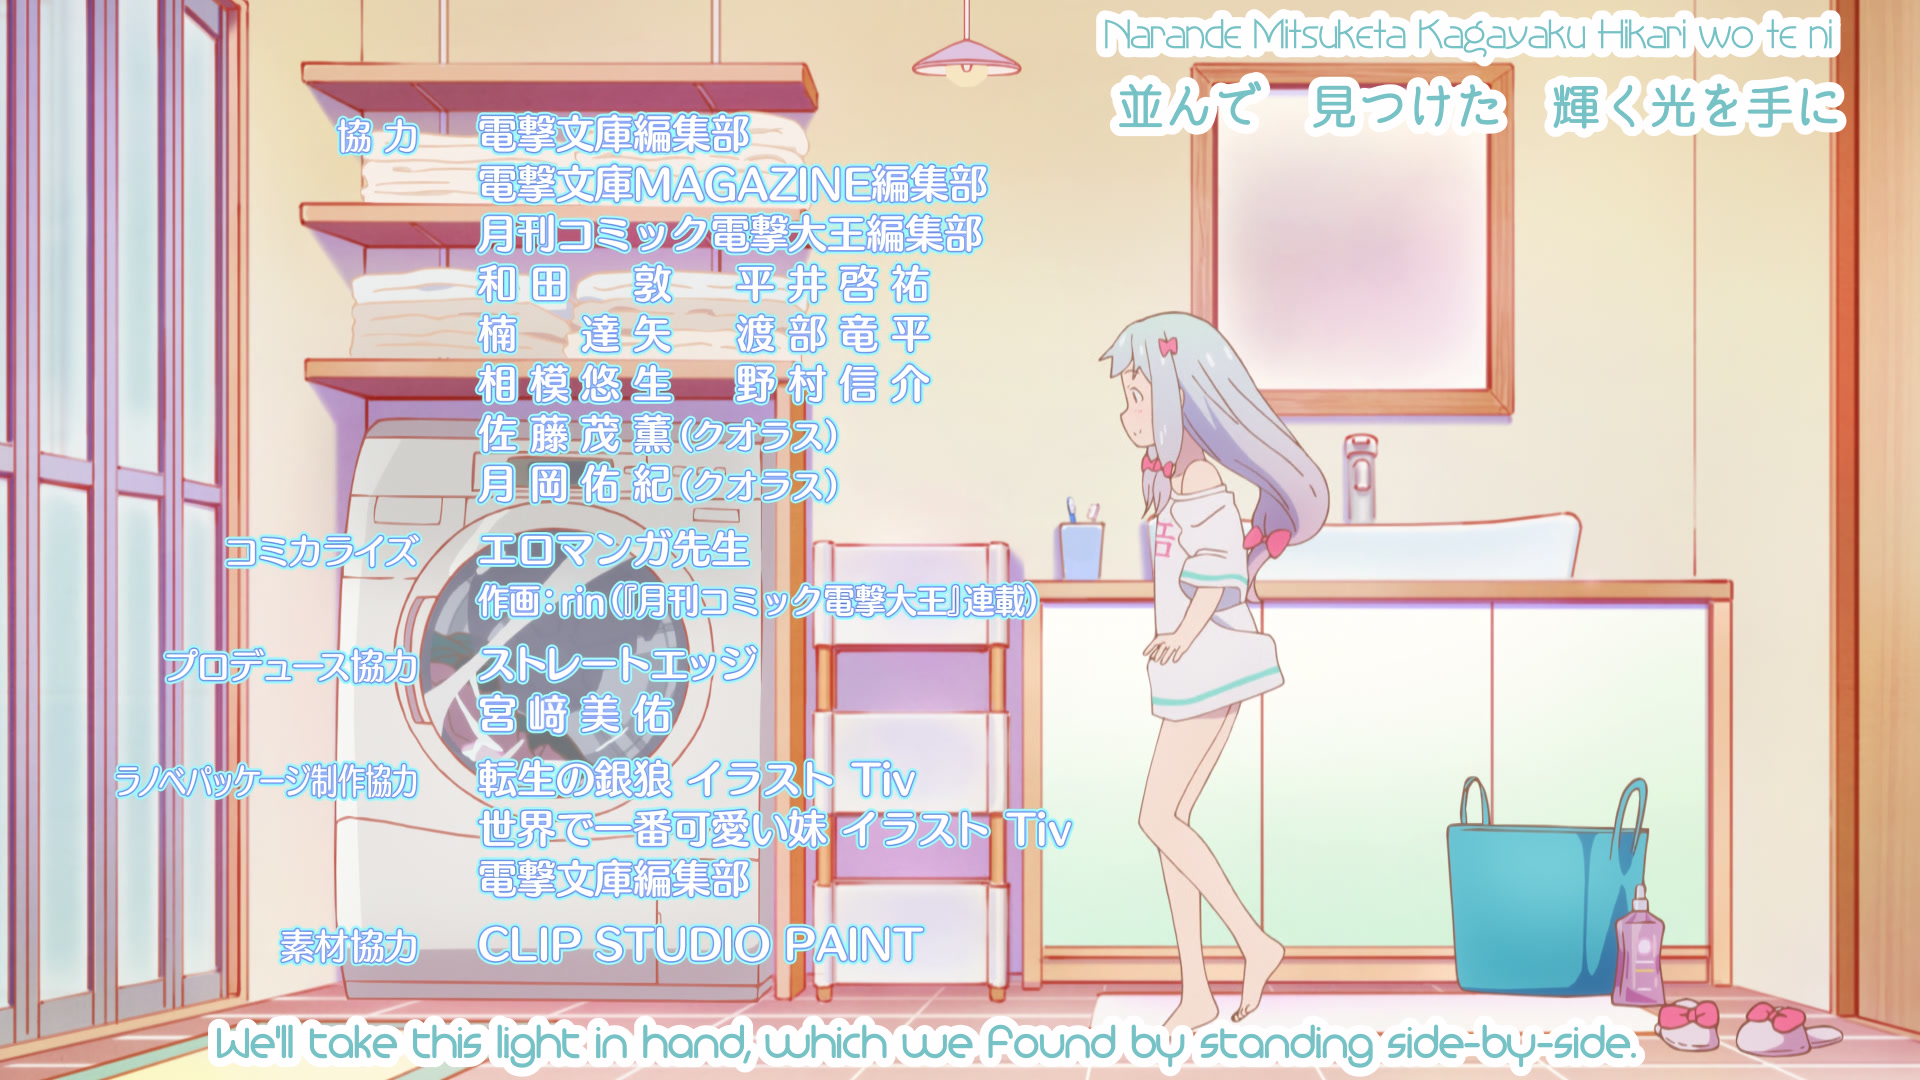 Narande Mitsuketa Kagayaku Hikari wo te ni
並んで　見つけた　輝く光を手に
協力　電撃文庫編集部
電撃文庫MAGAZINE編集部
月刊コミック電撃大王編集部
和田　敦　平井啓祐
楠　達矢　渡部竜平
相模悠生　野村信介
佐藤茂薫（クオラス）
月岡佑紀（クオラス）
コミカライズ　エロマンガ先生
作画：rin（『月刊コミック電撃大王』連載）
プロデュース協力　ストレートエッジ
宮﨑美佑
ラノベパッケージ制作協力　転生の銀狼 イラスト Tiv
世界で一番可愛い妹 イラスト Tiv
電撃文庫編集部
素材協力　CLIP STUDIO PAINT
We'll take this light in hand, which we found by standing side-by-side.